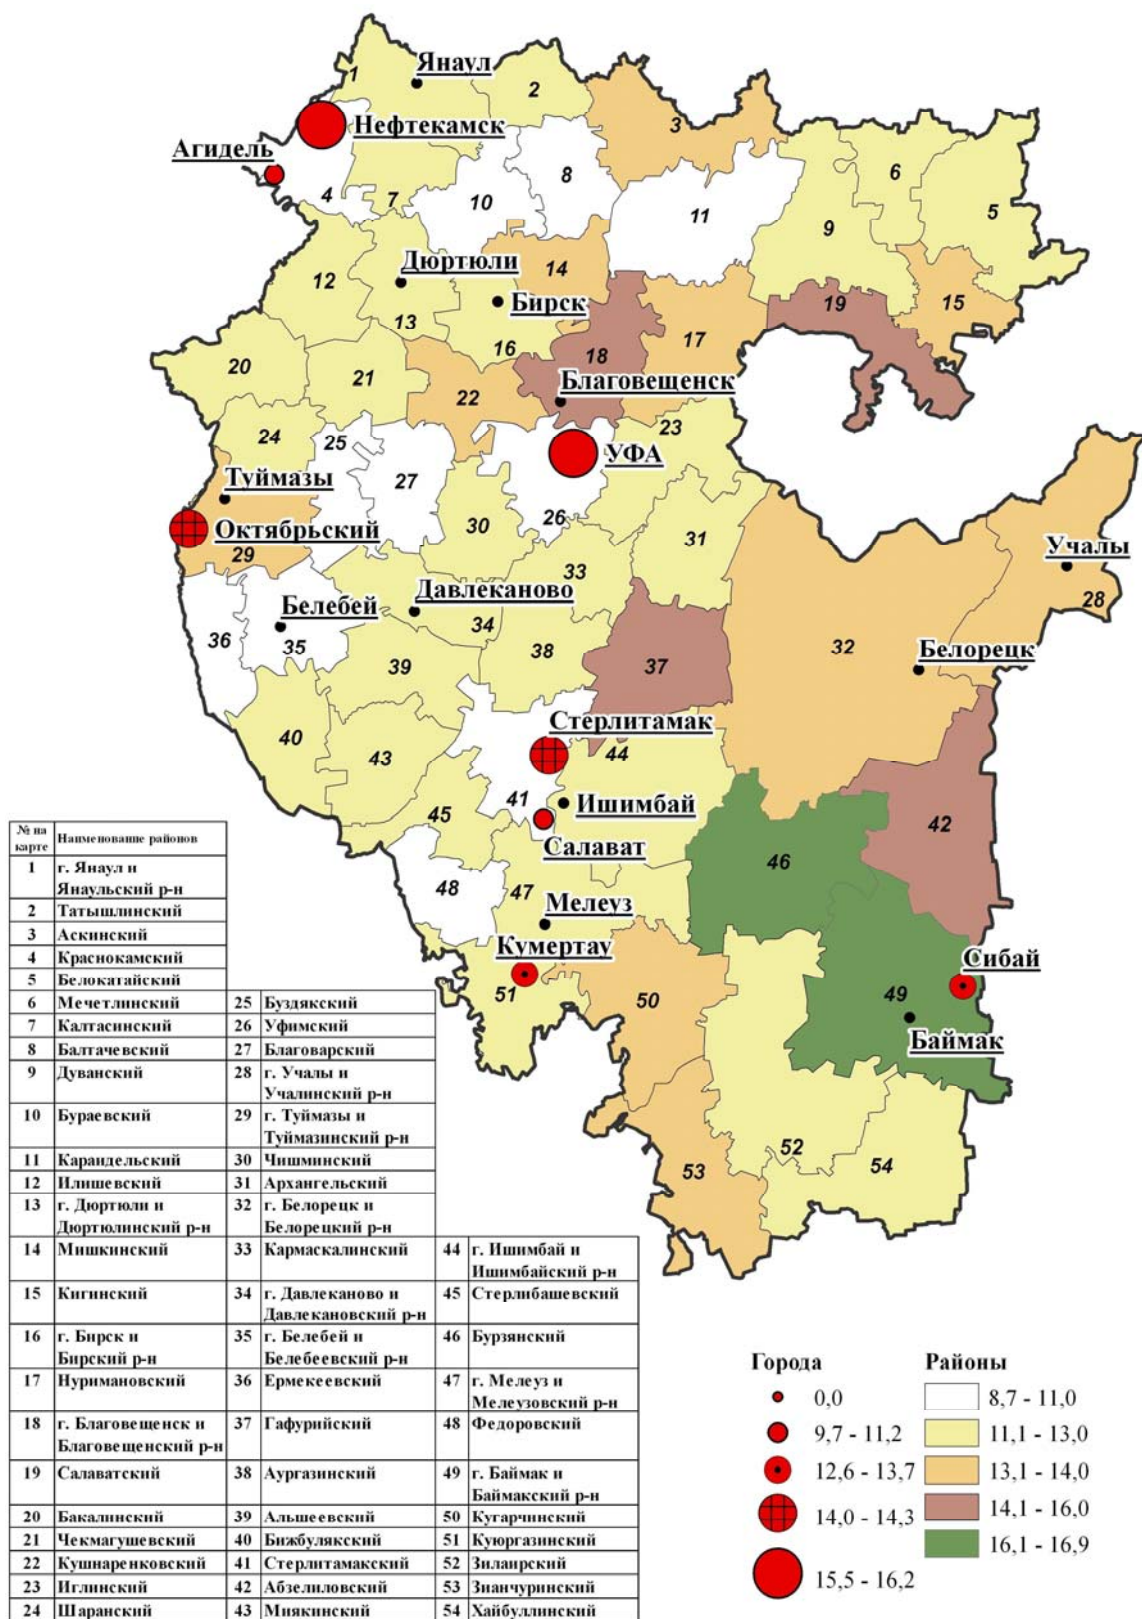 1
Янаул
2
Нефтекамск
3
Агидель
4
7
10
8
11
6
9
5
Дюртюли
12
13
14
Бирск
16
15
19
17
18
20
21
22
Благовещенск
23
24
25
27
УФА
26
Туймазы
Октябрьский
29
30
31
33
Учалы
28
36
Белебей
35
Давлеканово
34
38
37
32
Белорецк
39
40
43
Стерлитамак
44
45
41
Ишимбай
Салават
42
46
48
47
Мелеуз
Кумертау
51
50
Сибай
49
Баймак
52
53
54
№ на карте Наименование районов
1 г. Янаул и
Янаульский р-н
2 Татышлинский
3 Аскинский
4 Краснокамский
5 Белокатайский
6 Мечетлинский 25 Буздякский
7 Калтасинский 26 Уфимский
8 Балтачевский 27 Благоварский
9 Дуванский 28 г. Учалы и
Учалинский р-н
10 Бураевский 29 г. Туймазы и
Туймазинский р-н
11 Караидельский 30 Чишминский
12 Илишевский 31 Архангельский
13 г. Дюртюли и 32 г. Белорецк и
Дюртюлинский р-н Белорецкий р-н
14 Мишкинский 33 Кармаскалинский 44 г. Ишимбай и
Ишимбайский р-н
15 Кигинский 34 г. Давлеканово и 45 Стерлибашевский
Давлекановский р-н
16 г. Бирск и 35 г. Белебей и 46 Бурзянский
Бирский р-н Белебеевский р-н
17 Нуримановский 36 Ермекеевский 47 г. Мелеуз и
Мелеузовский р-н
18 г. Благовещенск и 37 Гафурийский 48 Федоровский
Благовещенский р-н
19 Салаватский 38 Аургазинский 49 г. Баймак и
Баймакский р-н
20 Бакалинский 39 Альшеевский 50 Кугарчинский
21 Чекмагушевский 40 Бижбулякский 51 Куюргазинский
22 Кушнаренковский 41 Стерлитамакский 52 Зилаирский
23 Иглинский 42 Абзелиловский 53 Зианчуринский
24 Шаранский 43 Миякинский 54 Хайбуллинский
Города
0,0
9,7 - 11,2
12,6 - 13,7
14,0 - 14,3
15,5 - 16,2
Районы
8,7 - 11,0
11,1 - 13,0
13,1 - 14,0
14,1 - 16,0
16,1 - 16,9